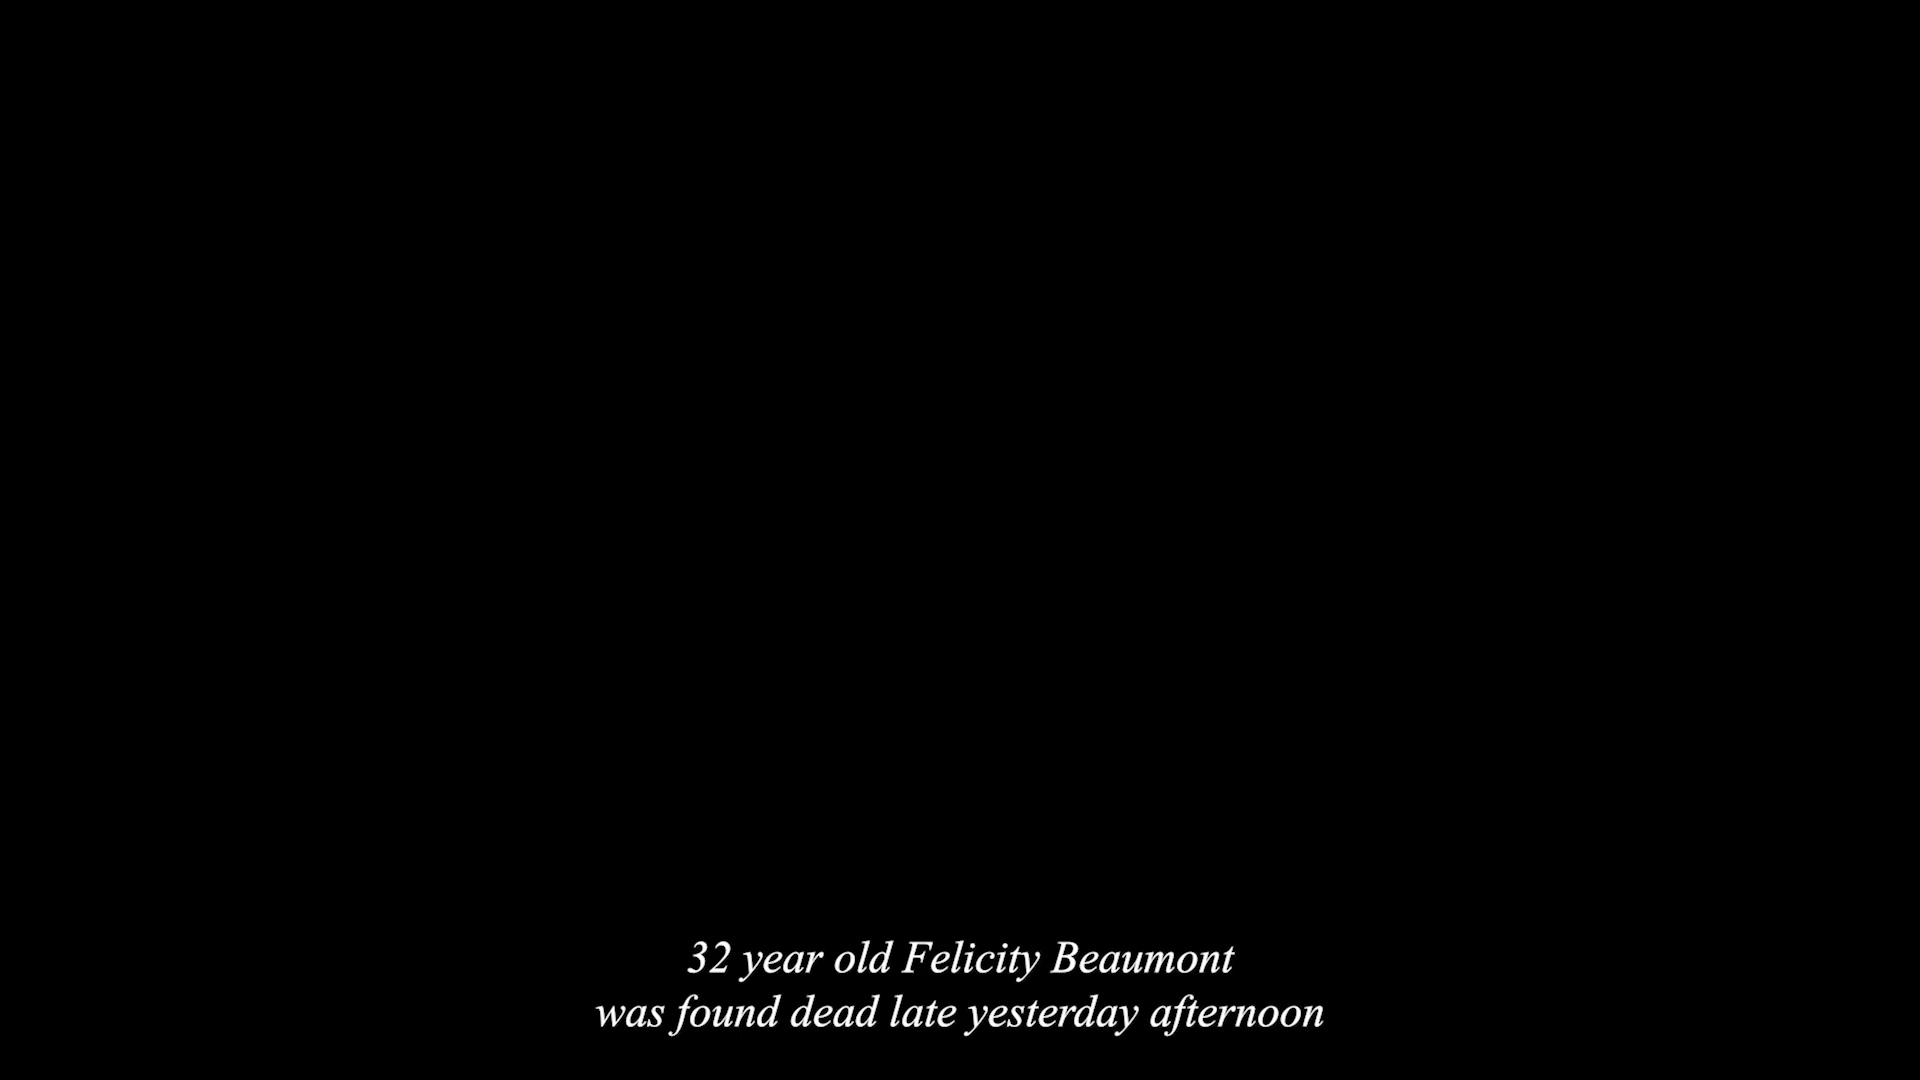 32 year old Felicity Beaumont
was found dead late yesterday afternoon